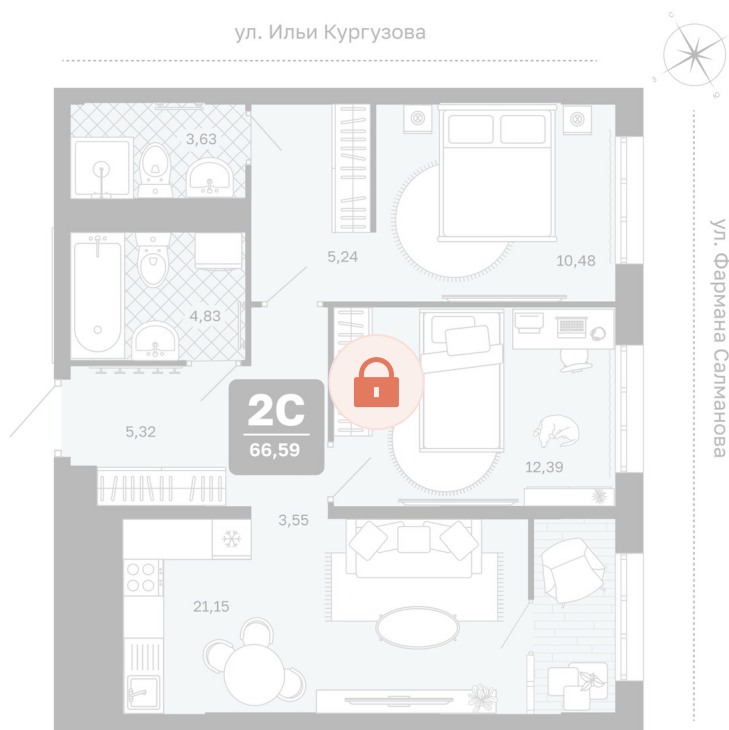 ул. Ильи Кургузова
С
З
Ю
3,63
5,24
10,48
ул. Фармана Салманова
4,83
5,32
2С
66,59
12,39
3,55
21,15